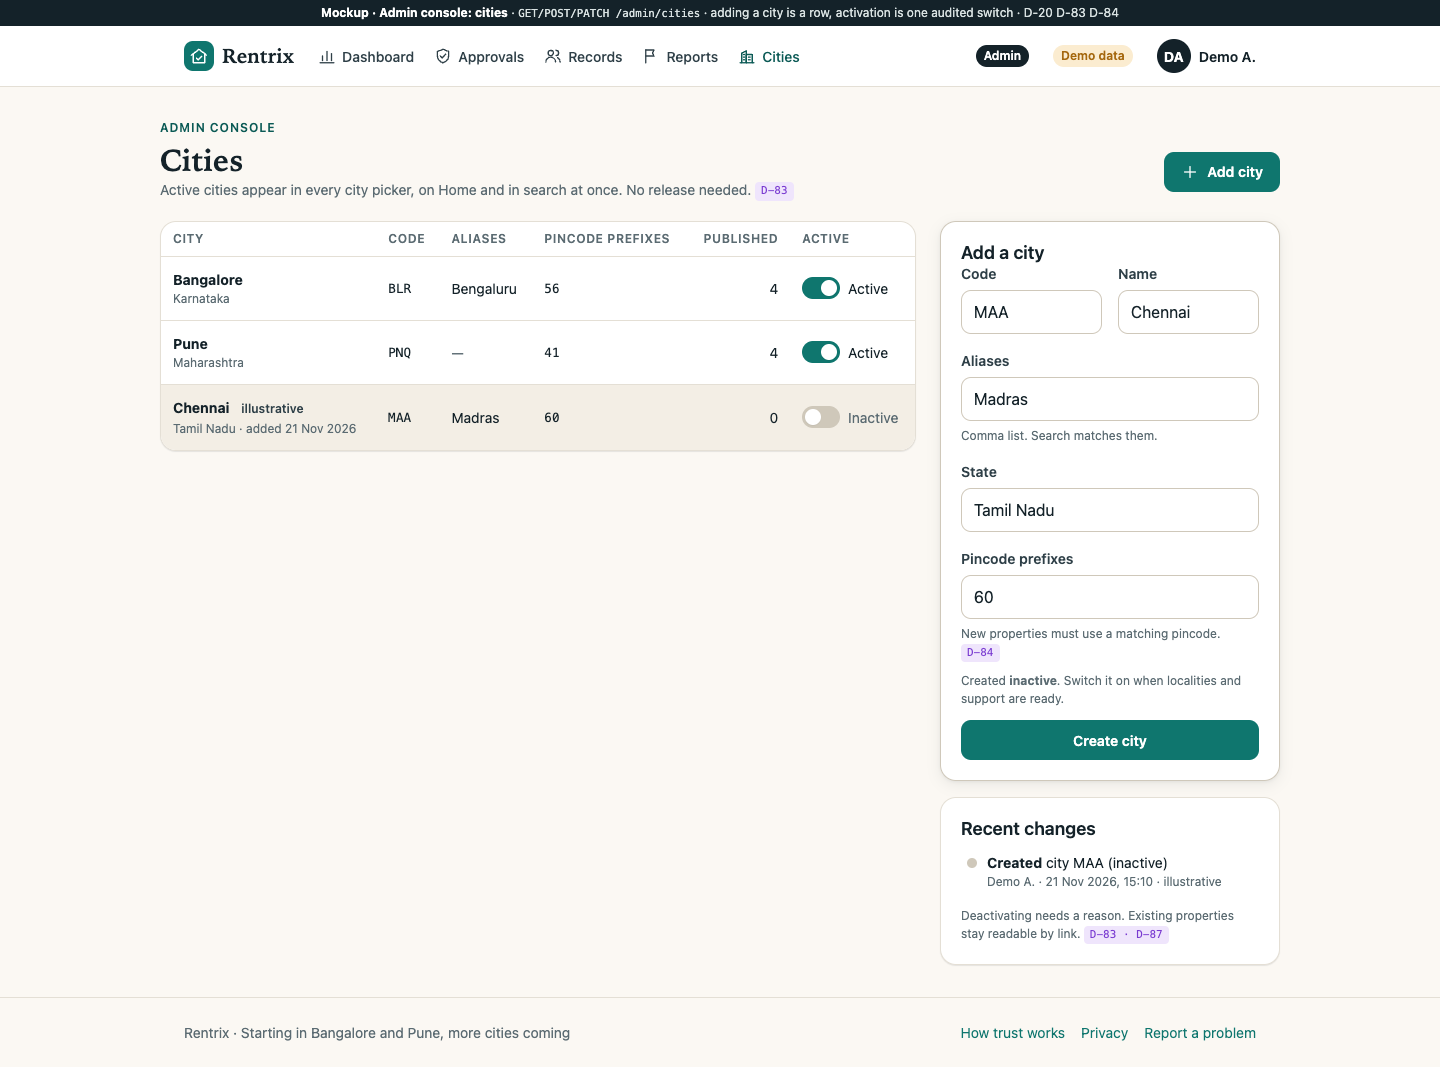 Mockup · Admin console: cities · GET/POST/PATCH /admin/cities · adding a city is a row, activation is one audited switch · D-20 D-83 D-84
Rentrix
Dashboard
Approvals
Records
Reports
Cities
Admin
Demo data
DA
Demo A.
ADMIN CONSOLE
Cities
Active cities appear in every city picker, on Home and in search at once. No release needed. D-83
+ Add city
CITY CODE ALIASES PINCODE PREFIXES PUBLISHED ACTIVE
Bangalore
Karnataka
BLR Bengaluru 56 4 Active
Pune
Maharashtra
PNQ — 41 4 Active
Chennai illustrative
Tamil Nadu · added 21 Nov 2026
MAA Madras 60 0 Inactive
Add a city
Code Name
MAA Chennai
Aliases
Madras
Comma list. Search matches them.
State
Tamil Nadu
Pincode prefixes
60
New properties must use a matching pincode.
D-84
Created inactive. Switch it on when localities and
support are ready.
Create city
Recent changes
Created city MAA (inactive)
Demo A. · 21 Nov 2026, 15:10 · illustrative
Deactivating needs a reason. Existing properties
stay readable by link. D-83 · D-87
Rentrix · Starting in Bangalore and Pune, more cities coming
How trust works Privacy Report a problem